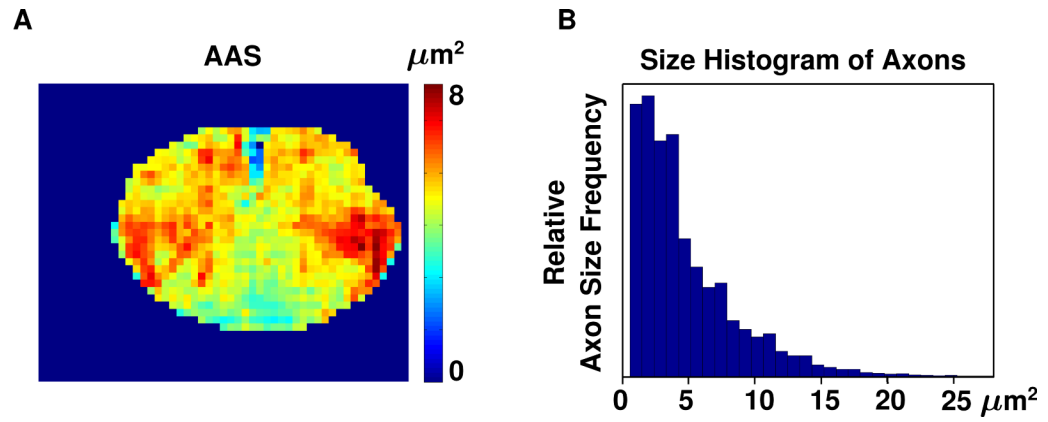 A
AAS
μm²
8
0
B
Size Histogram of Axons
Relative
Axon Size Frequency
0 5 10 15 20 25 μm²